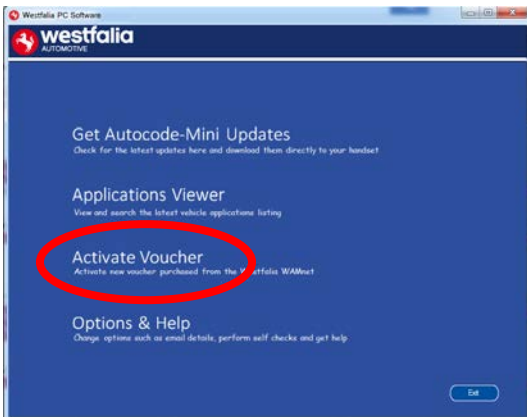 Westfalia PC Software
westfalia
AUTOMOTIVE
Get Autocode-Mini Updates
Check for the latest updates here and download them directly to your handset
Applications Viewer
View and search the latest vehicle applications listing
Activate Voucher
Activate new voucher purchased from the Westfalia WAMnet
Options & Help
Change options such as email details, perform self checks and get help
Exit